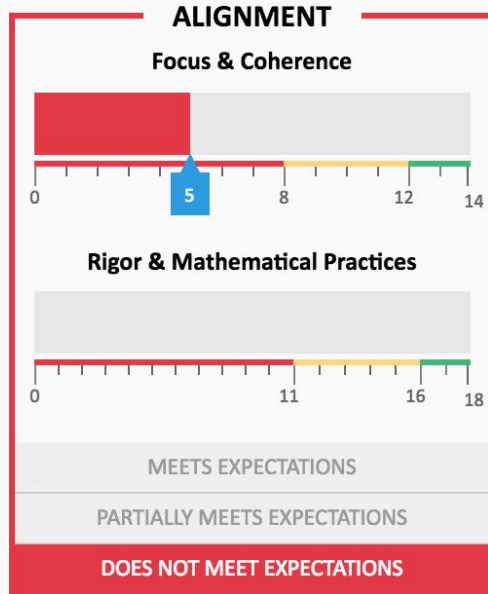 ALIGNMENT
Focus & Coherence
5
0 8 12 14
Rigor & Mathematical Practices
0 11 16 18
MEETS EXPECTATIONS
PARTIALLY MEETS EXPECTATIONS
DOES NOT MEET EXPECTATIONS